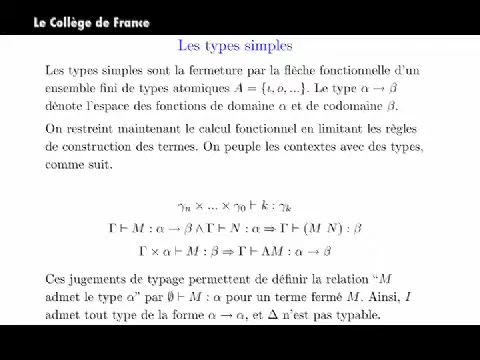 Le Collège de France
Les types simples
Les types simples sont la fermeture par la flèche fonctionnelle d'un
ensemble fini de types atomiques A = {ι, o, ...}. Le type α → β
dénote l'espace des fonctions de domaine α et de codomaine β.
On restreint maintenant le calcul fonctionnel en limitant les règles
de construction des termes. On peuple les contextes avec des types,
comme suit.
γₙ × ... × γ₀ ⊢ k : γₖ
Γ ⊢ M : α → β ∧ Γ ⊢ N : α ⇒ Γ ⊢ (M N) : β
Γ × α ⊢ M : β ⇒ Γ ⊢ ΛM : α → β
Ces jugements de typage permettent de définir la relation “M
admet le type α” par ∅ ⊢ M : α pour un terme fermé M. Ainsi, I
admet tout type de la forme α → α, et Δ n'est pas typable.